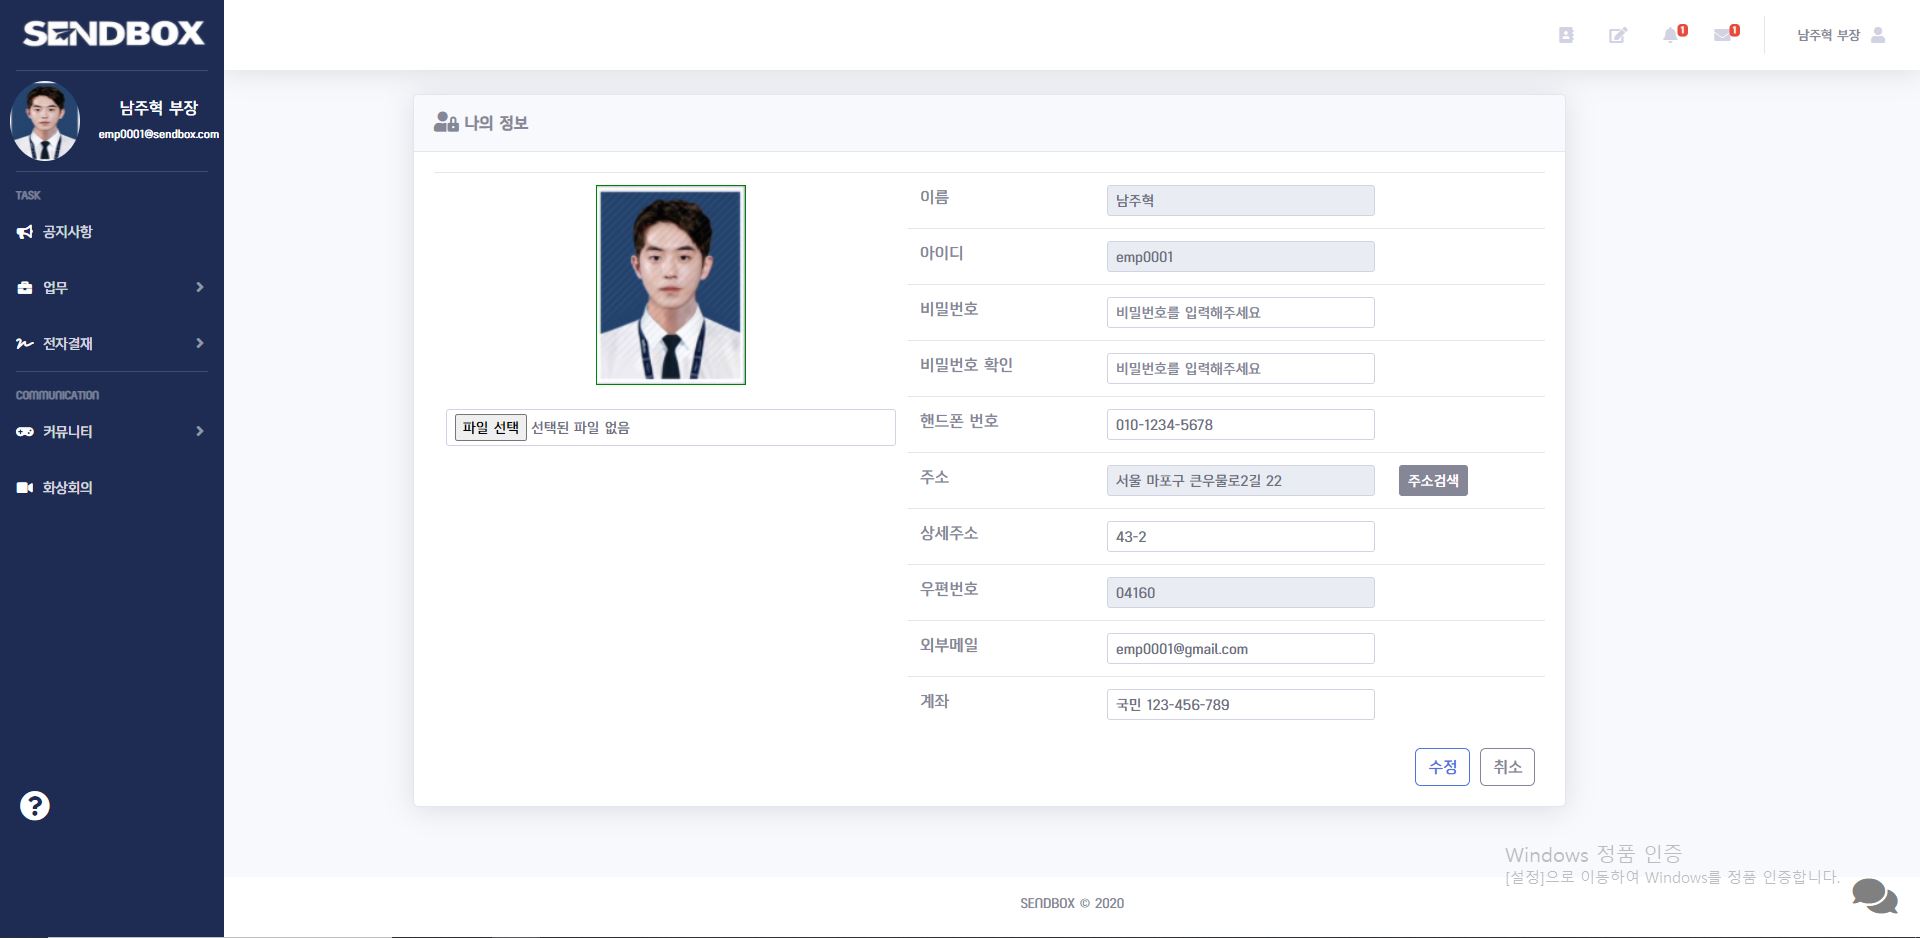 SENDBOX
1
1
남주혁 부장
남주혁 부장
emp0001@sendbox.com
TASK
공지사항
업무
전자결재
COMMUNICATION
커뮤니티
화상회의
나의 정보
파일 선택 선택된 파일 없음
이름 남주혁
아이디 emp0001
비밀번호 비밀번호를 입력해주세요
비밀번호 확인 비밀번호를 입력해주세요
핸드폰 번호 010-1234-5678
주소 서울 마포구 큰우물로2길 22 주소검색
상세주소 43-2
우편번호 04160
외부메일 emp0001@gmail.com
계좌 국민 123-456-789
수정 취소
Windows 정품 인증
[설정]으로 이동하여 Windows를 정품 인증합니다.
SENDBOX © 2020